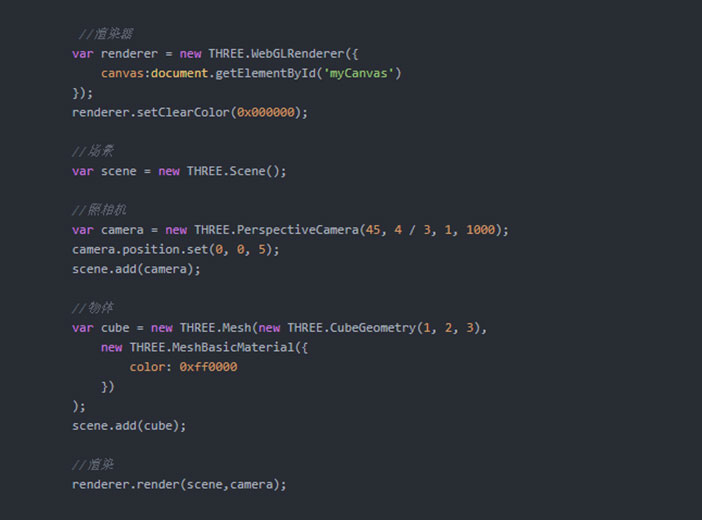 //渲染器
var renderer = new THREE.WebGLRenderer({
canvas:document.getElementById('myCanvas')
});
renderer.setClearColor(0x000000);
//场景
var scene = new THREE.Scene();
//照相机
var camera = new THREE.PerspectiveCamera(45, 4 / 3, 1, 1000);
camera.position.set(0, 0, 5);
scene.add(camera);
//物体
var cube = new THREE.Mesh(new THREE.CubeGeometry(1, 2, 3),
new THREE.MeshBasicMaterial({
color: 0xff0000
})
);
scene.add(cube);
//渲染
renderer.render(scene,camera);